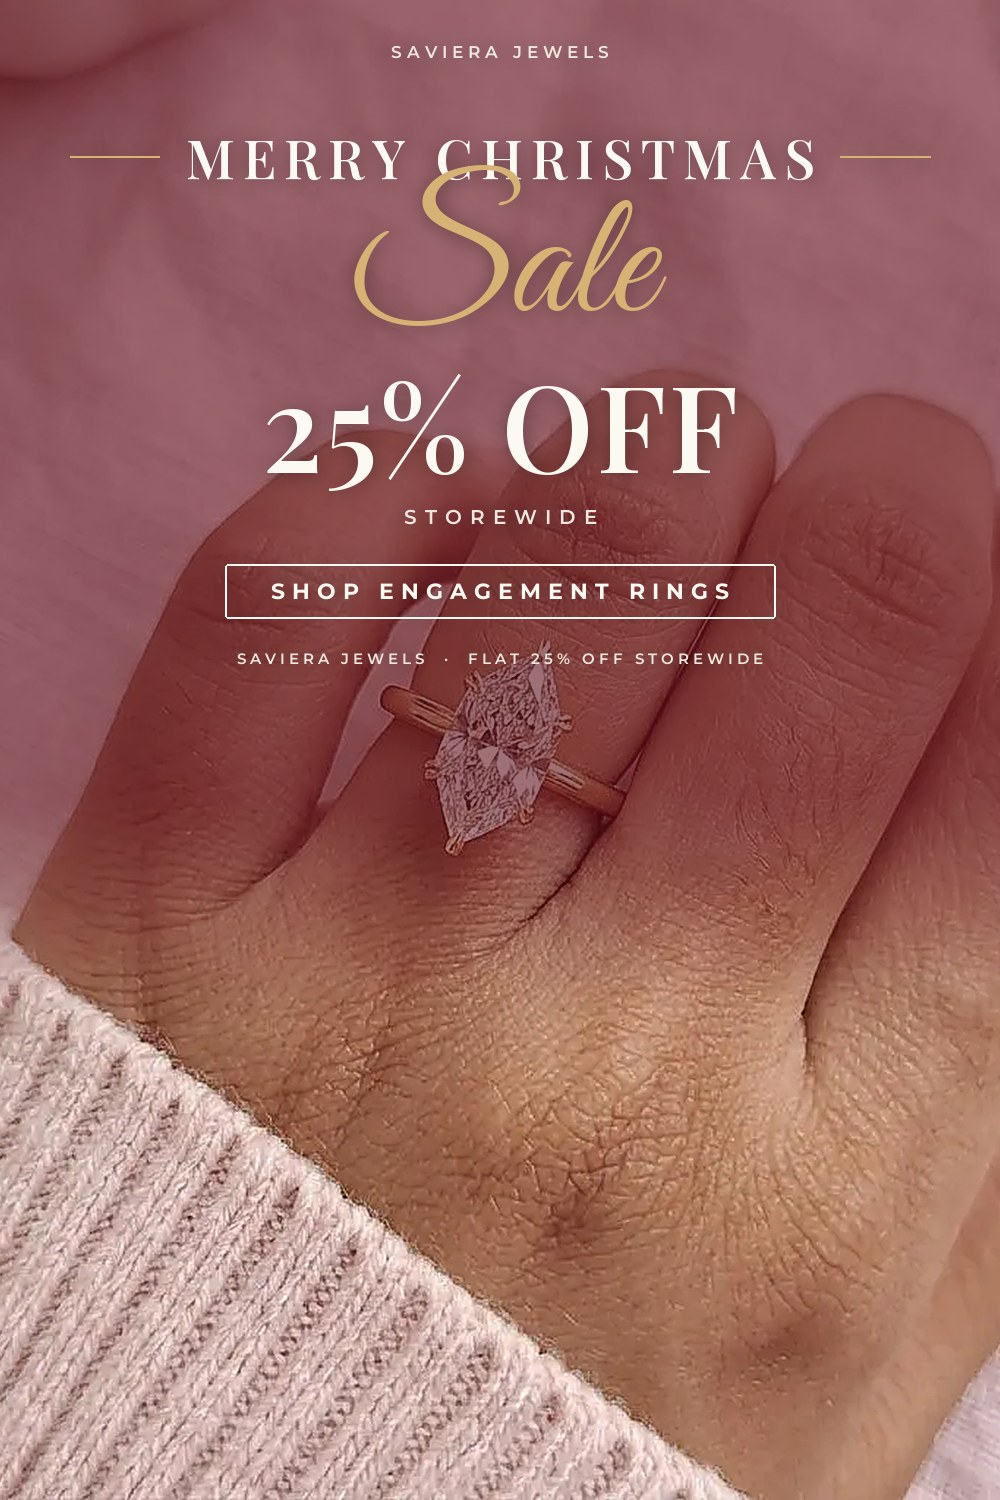 SAVIERA JEWELS
MERRY CHRISTMAS
Sale
25% OFF
STOREWIDE
SHOP ENGAGEMENT RINGS
SAVIERA JEWELS · FLAT 25% OFF STOREWIDE